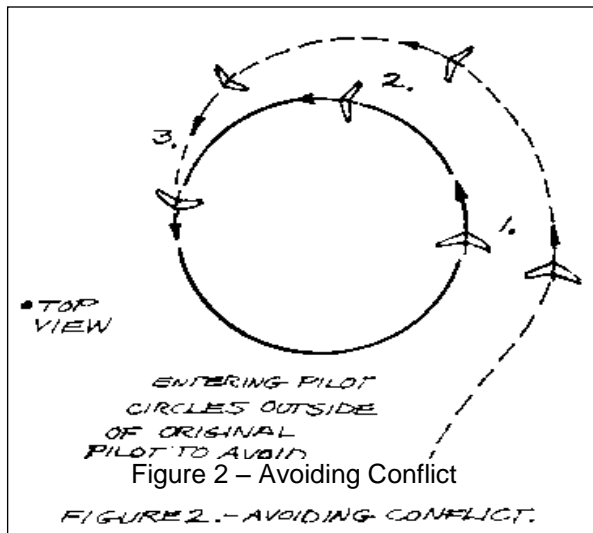 2.
3.
1.
• TOP
VIEW
ENTERING PILOT
CIRCLES OUTSIDE
OF ORIGINAL
PILOT TO AVOID
Figure 2 – Avoiding Conflict
FIGURE 2.-AVOIDING CONFLICT.